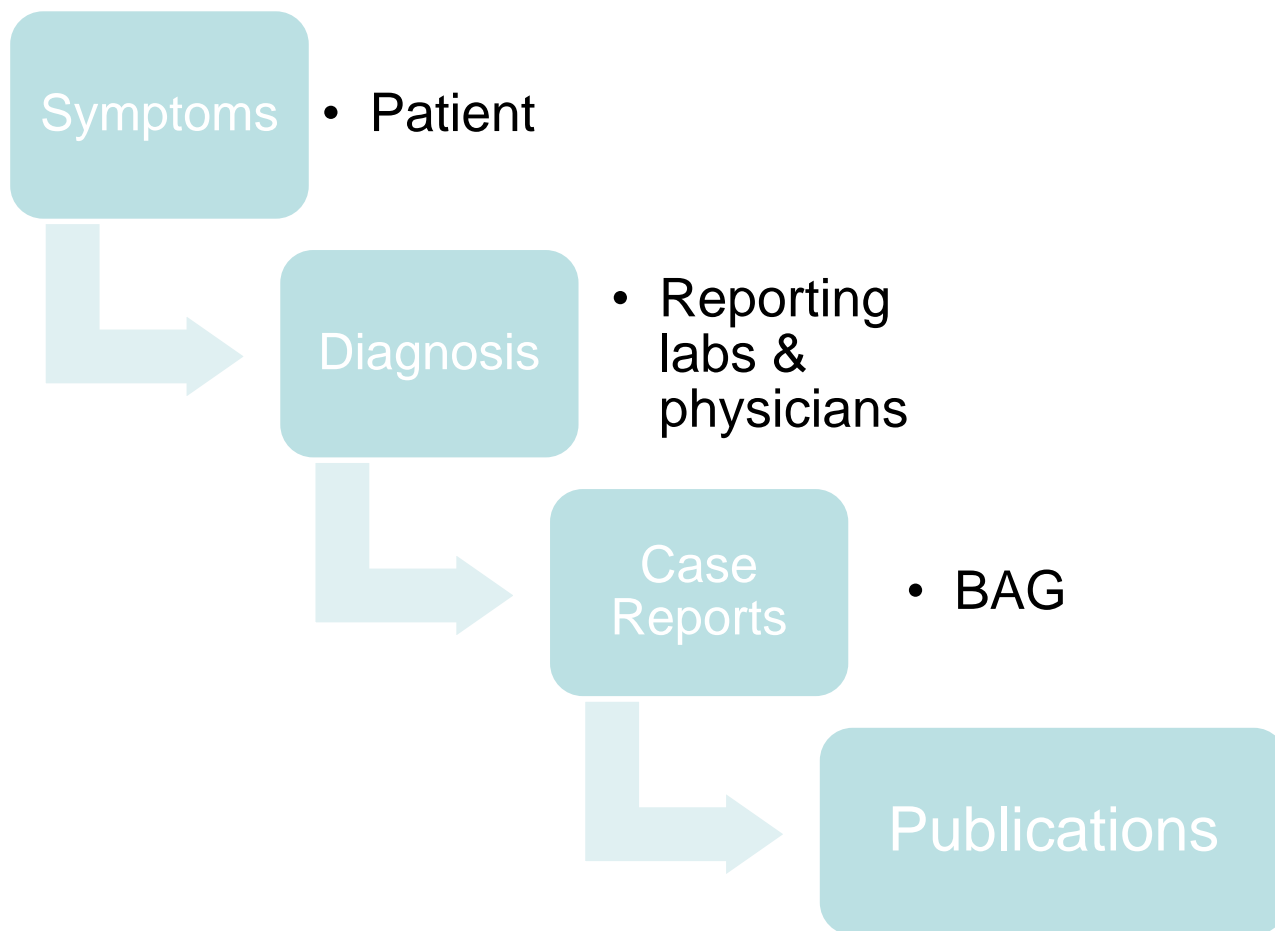 Symptoms
• Patient
Diagnosis
• Reporting
labs &
physicians
Case
Reports
• BAG
Publications